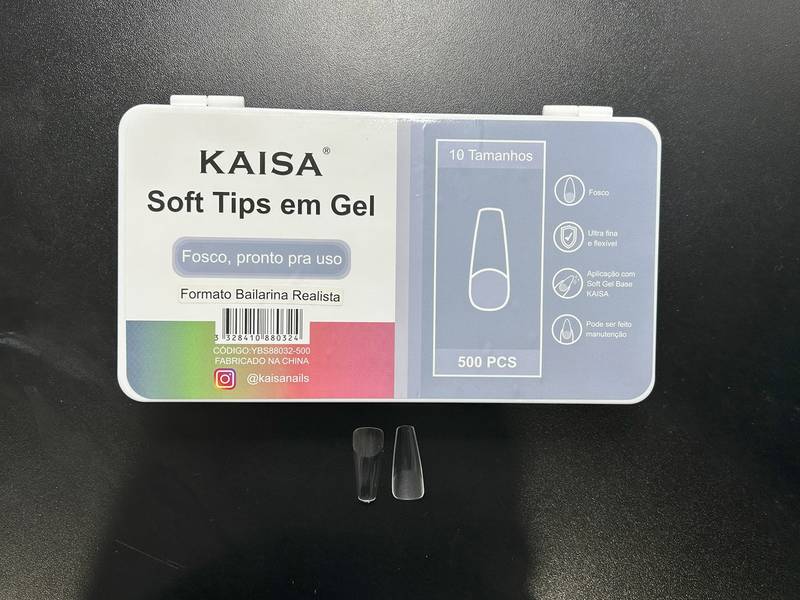 KAISA®
Soft Tips em Gel
Fosco, pronto pra uso
Formato Bailarina Realista
3 328410 880324
CÓDIGO:YBS88032-500
FABRICADO NA CHINA
@kaisanails
10 Tamanhos
500 PCS
Fosco
Ultra fina
e flexível
Aplicação com
Soft Gel Base
KAISA
Pode ser feito
manutenção